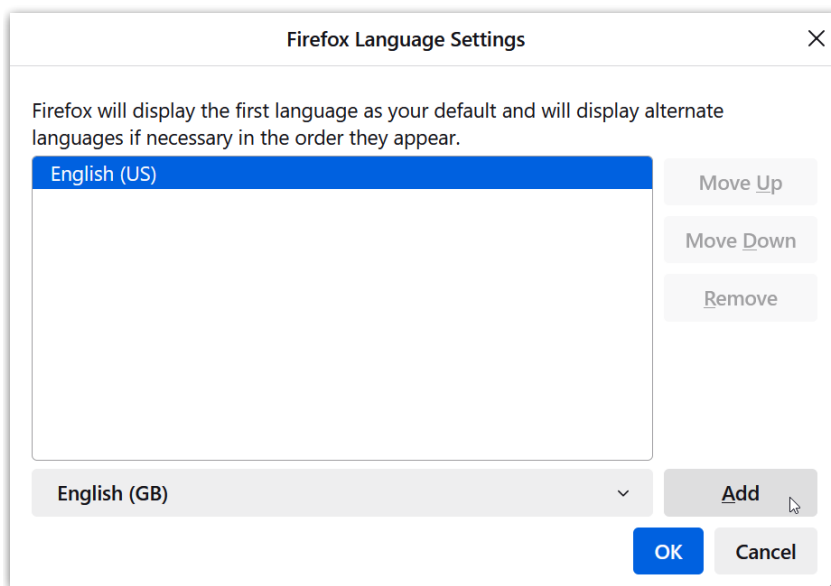 Firefox Language Settings
Firefox will display the first language as your default and will display alternate
languages if necessary in the order they appear.
English (US)
Move Up
Move Down
Remove
English (GB)
Add
OK
Cancel